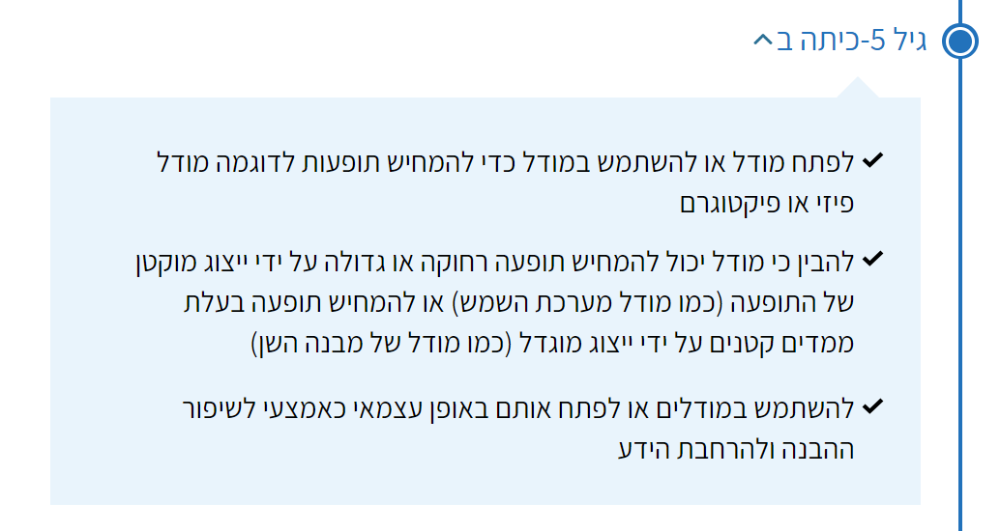 גיל 5-כיתה ב
לפתח מודל או להשתמש במודל כדי להמחיש תופעות לדוגמה מודל
פיזי או פיקטוגרם
להבין כי מודל יכול להמחיש תופעה רחוקה או גדולה על ידי ייצוג מוקטן
של התופעה (כמו מודל מערכת השמש) או להמחיש תופעה בעלת
ממדים קטנים על ידי ייצוג מוגדל (כמו מודל של מבנה השן)
להשתמש במודלים או לפתח אותם באופן עצמאי כאמצעי לשיפור
ההבנה ולהרחבת הידע